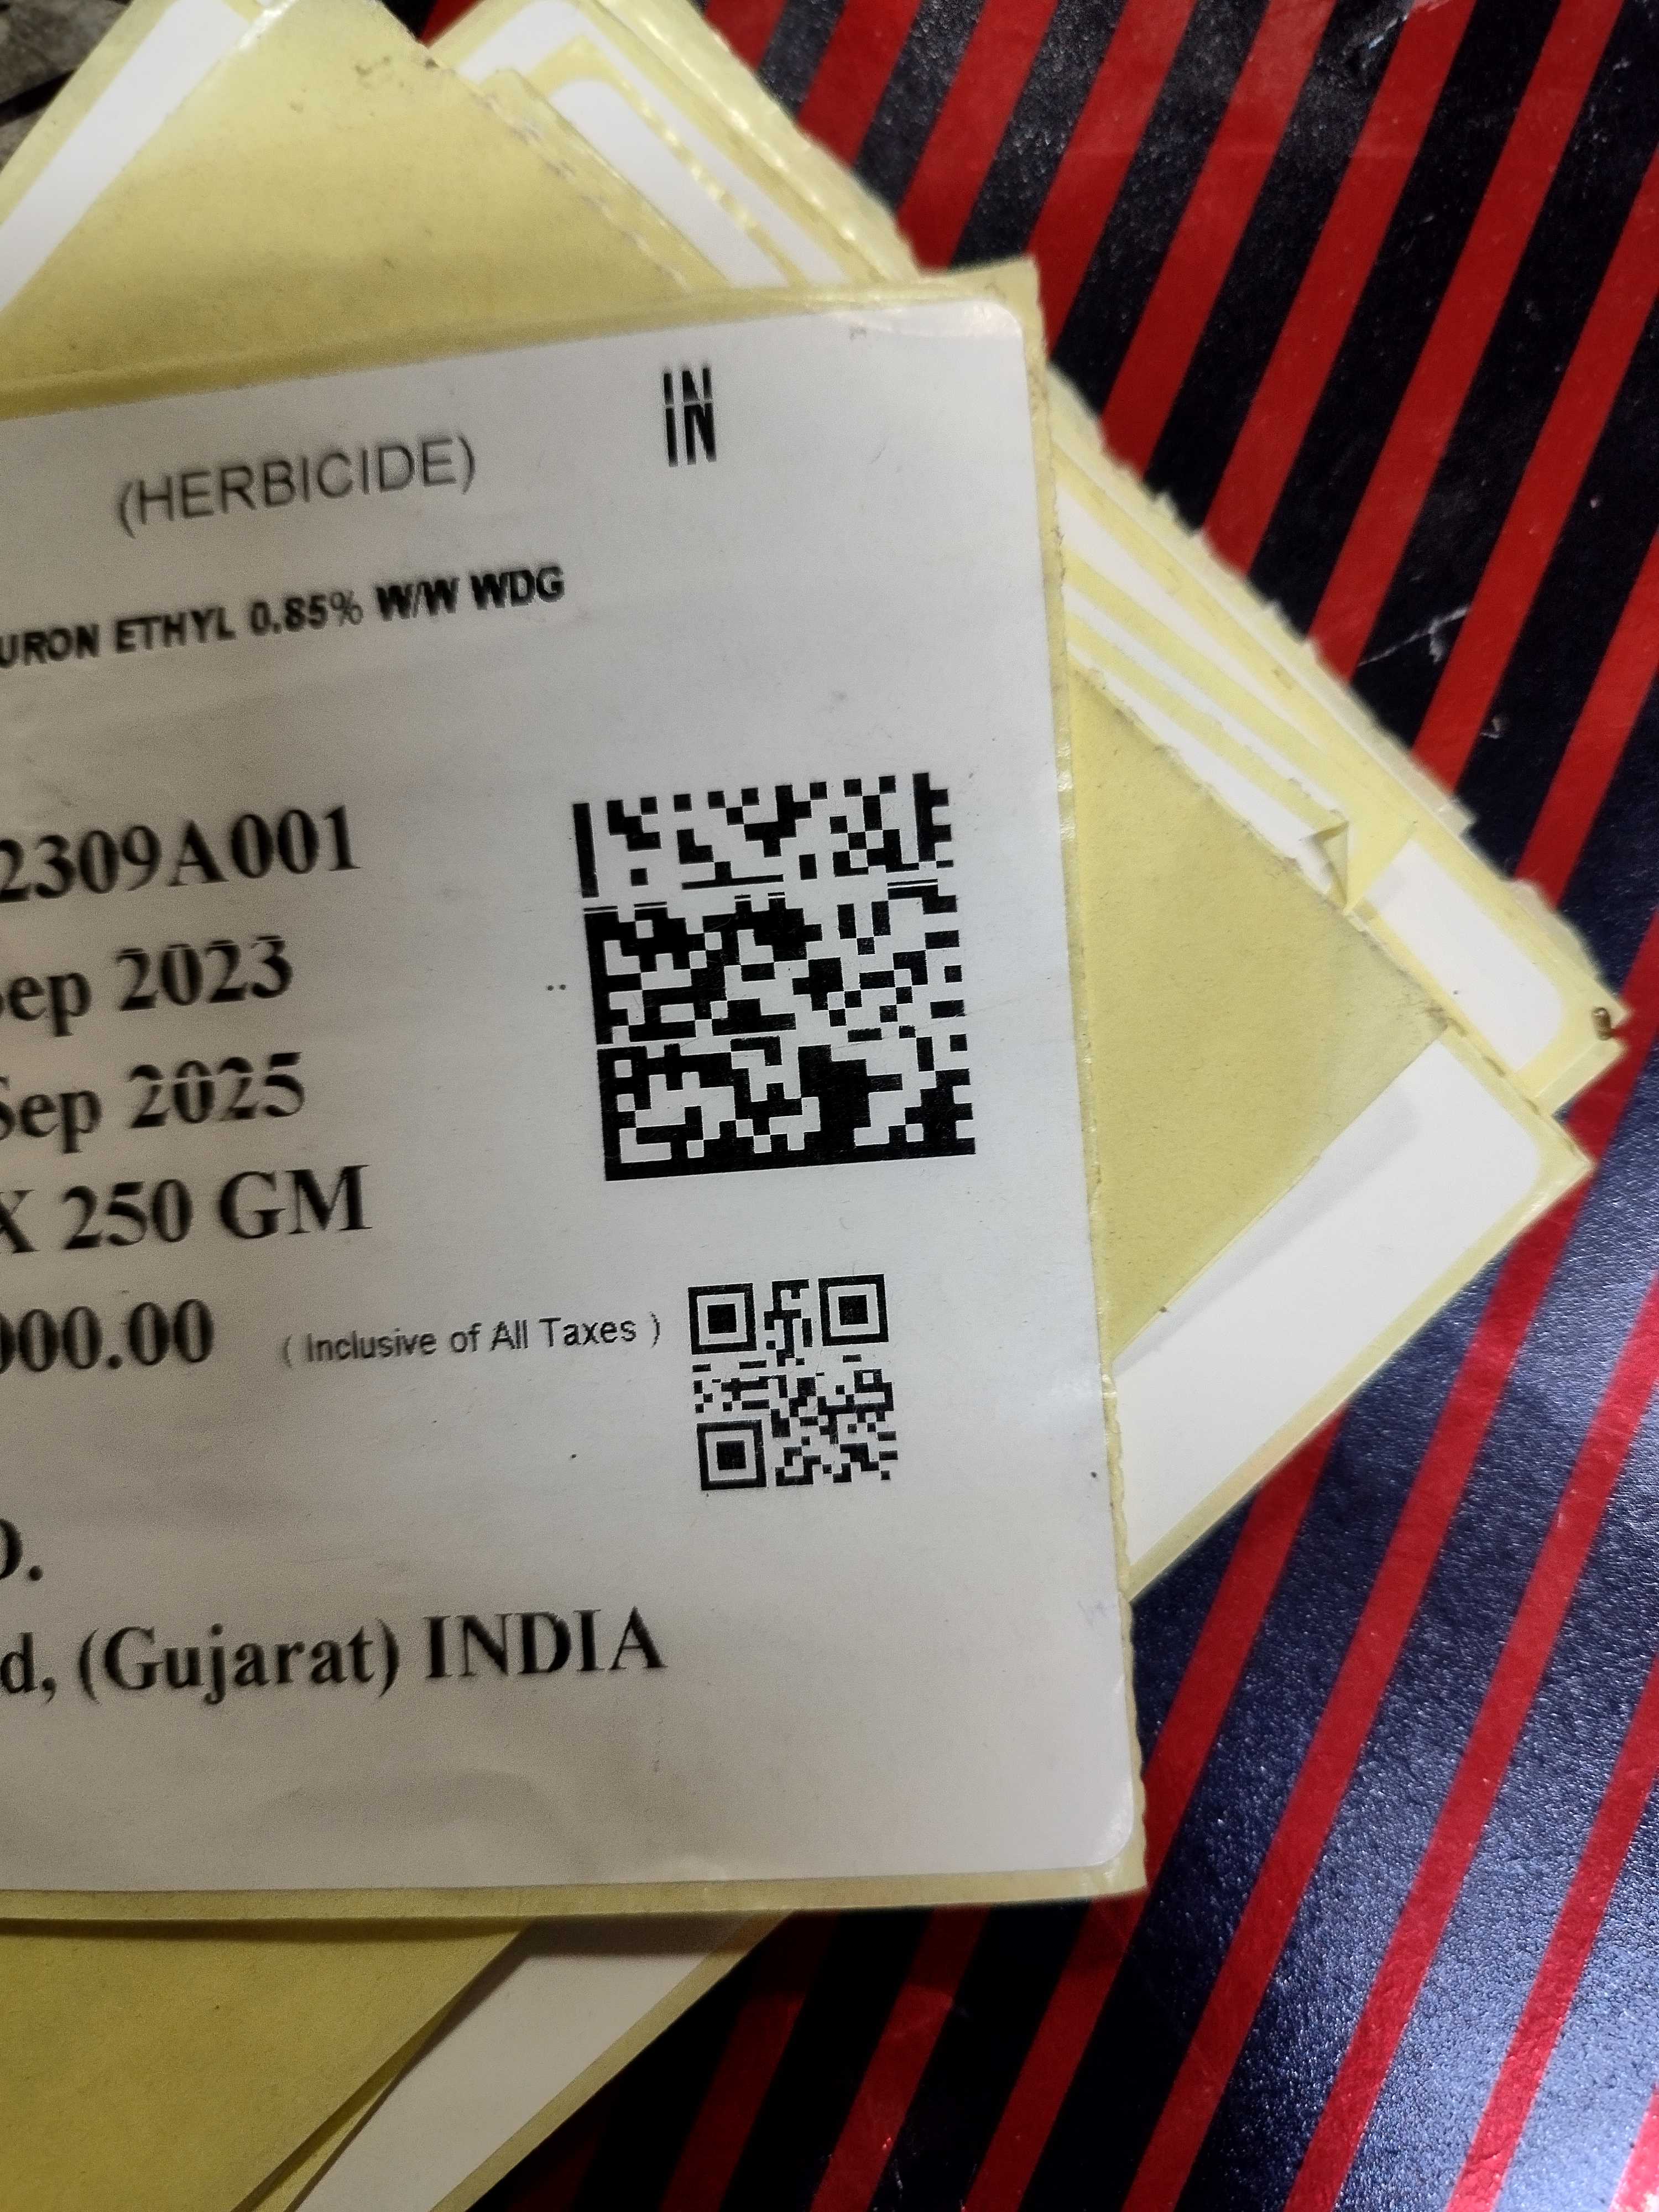 IN
(HERBICIDE)
URON ETHYL 0.85% W/W WDG
2309A001
Sep 2023
Sep 2025
X 250 GM
000.00 ( Inclusive of All Taxes )
D.
d, (Gujarat) INDIA